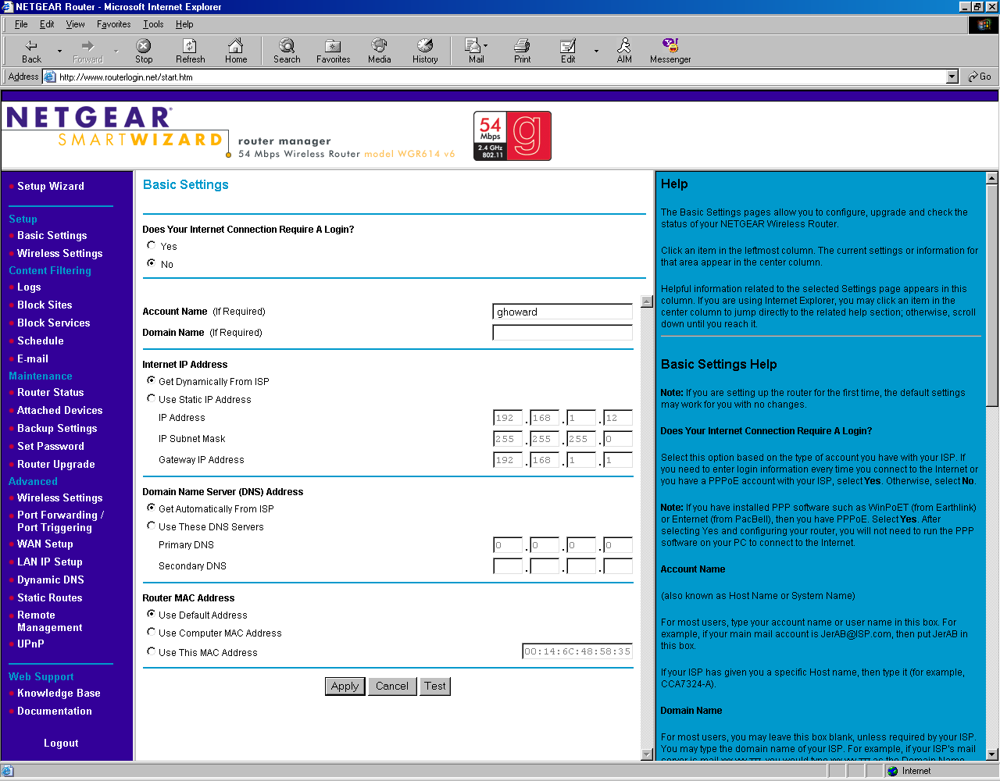 NETGEAR Router - Microsoft Internet Explorer
File Edit View Favorites Tools Help
Back Forward Stop Refresh Home Search Favorites Media History Mail Print Edit AIM Messenger
Address http://www.routerlogin.net/start.htm Go
NETGEAR
SMARTWIZARD
router manager
54 Mbps Wireless Router model WGR614 v6
54
Mbps
2.4 GHz
802.11
g
Setup Wizard
Setup
Basic Settings
Wireless Settings
Content Filtering
Logs
Block Sites
Block Services
Schedule
E-mail
Maintenance
Router Status
Attached Devices
Backup Settings
Set Password
Router Upgrade
Advanced
Wireless Settings
Port Forwarding /
Port Triggering
WAN Setup
LAN IP Setup
Dynamic DNS
Static Routes
Remote
Management
UPnP
Web Support
Knowledge Base
Documentation
Logout
Basic Settings
Does Your Internet Connection Require A Login?
Yes
No
Account Name (If Required) ghoward
Domain Name (If Required)
Internet IP Address
Get Dynamically From ISP
Use Static IP Address
IP Address 192 . 168 . 1 . 12
IP Subnet Mask 255 . 255 . 255 . 0
Gateway IP Address 192 . 168 . 1 . 1
Domain Name Server (DNS) Address
Get Automatically From ISP
Use These DNS Servers
Primary DNS 0 . 0 . 0 . 0
Secondary DNS . . .
Router MAC Address
Use Default Address
Use Computer MAC Address
Use This MAC Address 00:14:6C:48:58:35
Apply Cancel Test
Help
The Basic Settings pages allow you to configure, upgrade and check the
status of your NETGEAR Wireless Router.
Click an item in the leftmost column. The current settings or information for
that area appear in the center column.
Helpful information related to the selected Settings page appears in this
column. If you are using Internet Explorer, you may click an item in the
center column to jump directly to the related help section; otherwise, scroll
down until you reach it.
Basic Settings Help
Note: If you are setting up the router for the first time, the default settings
may work for you with no changes.
Does Your Internet Connection Require A Login?
Select this option based on the type of account you have with your ISP. If
you need to enter login information every time you connect to the Internet or
you have a PPPoE account with your ISP, select Yes. Otherwise, select No.
Note: If you have installed PPP software such as WinPoET (from Earthlink)
or Enternet (from PacBell), then you have PPPoE. Select Yes. After
selecting Yes and configuring your router, you will not need to run the PPP
software on your PC to connect to the Internet.
Account Name
(also known as Host Name or System Name)
For most users, type your account name or user name in this box. For
example, if your main mail account is JerAB@ISP.com, then put JerAB in
this box.
If your ISP has given you a specific Host name, then type it (for example,
CCA7324-A).
Domain Name
For most users, you may leave this box blank, unless required by your ISP.
You may type the domain name of your ISP. For example, if your ISP's mail
server is mail.xxx.yyy.zzz, you would type xxx.yyy.zzz as the Domain Name.
Internet